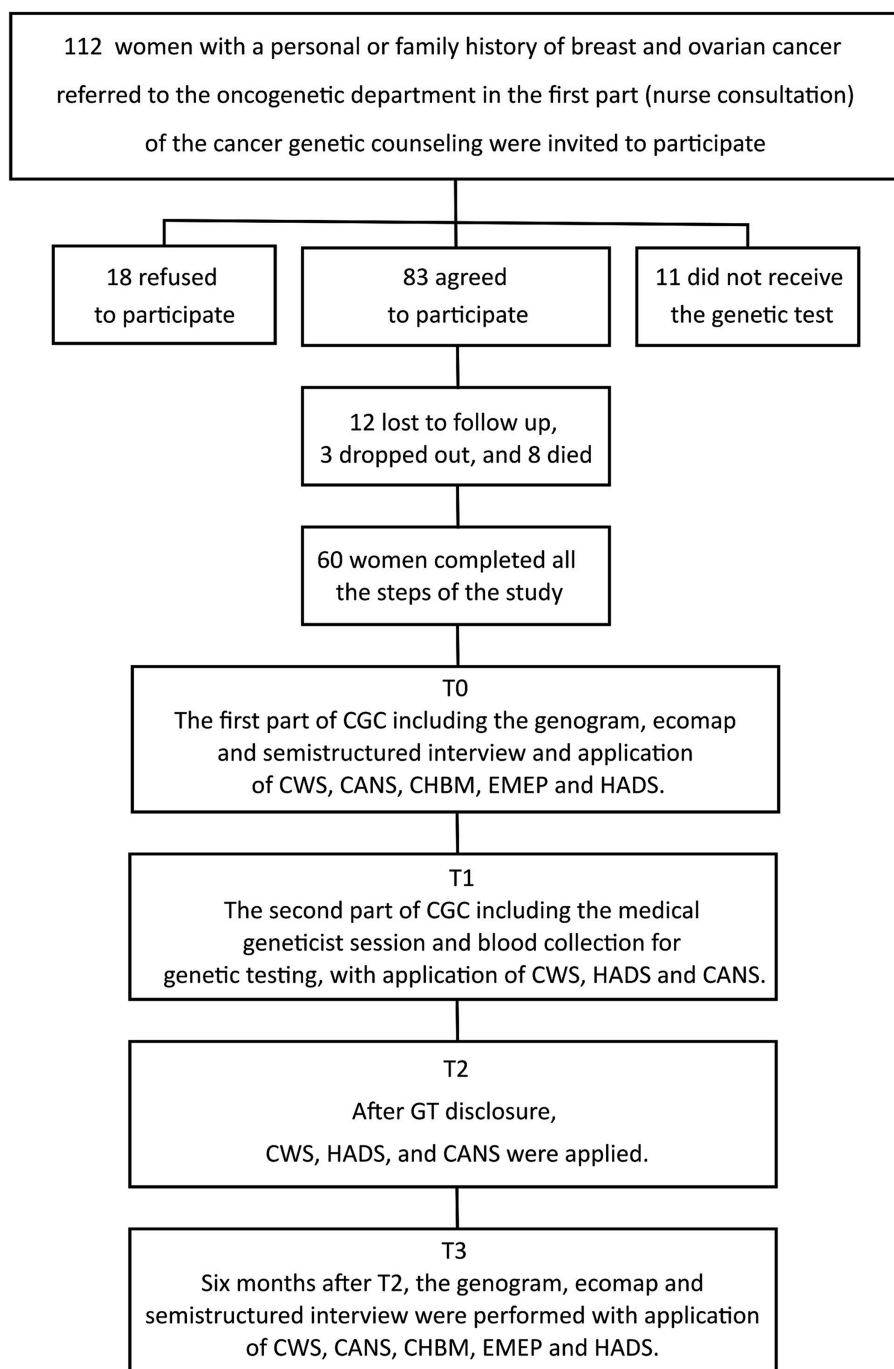 112 women with a personal or family history of breast and ovarian cancer
referred to the oncogenetic department in the first part (nurse consultation)
of the cancer genetic counseling were invited to participate
18 refused
to participate
83 agreed
to participate
11 did not receive
the genetic test
12 lost to follow up,
3 dropped out, and 8 died
60 women completed all
the steps of the study
T0
The first part of CGC including the genogram, ecomap
and semistructured interview and application
of CWS, CANS, CHBM, EMEP and HADS.
T1
The second part of CGC including the medical
geneticist session and blood collection for
genetic testing, with application of CWS, HADS and CANS.
T2
After GT disclosure,
CWS, HADS, and CANS were applied.
T3
Six months after T2, the genogram, ecomap and
semistructured interview were performed with application
of CWS, CANS, CHBM, EMEP and HADS.